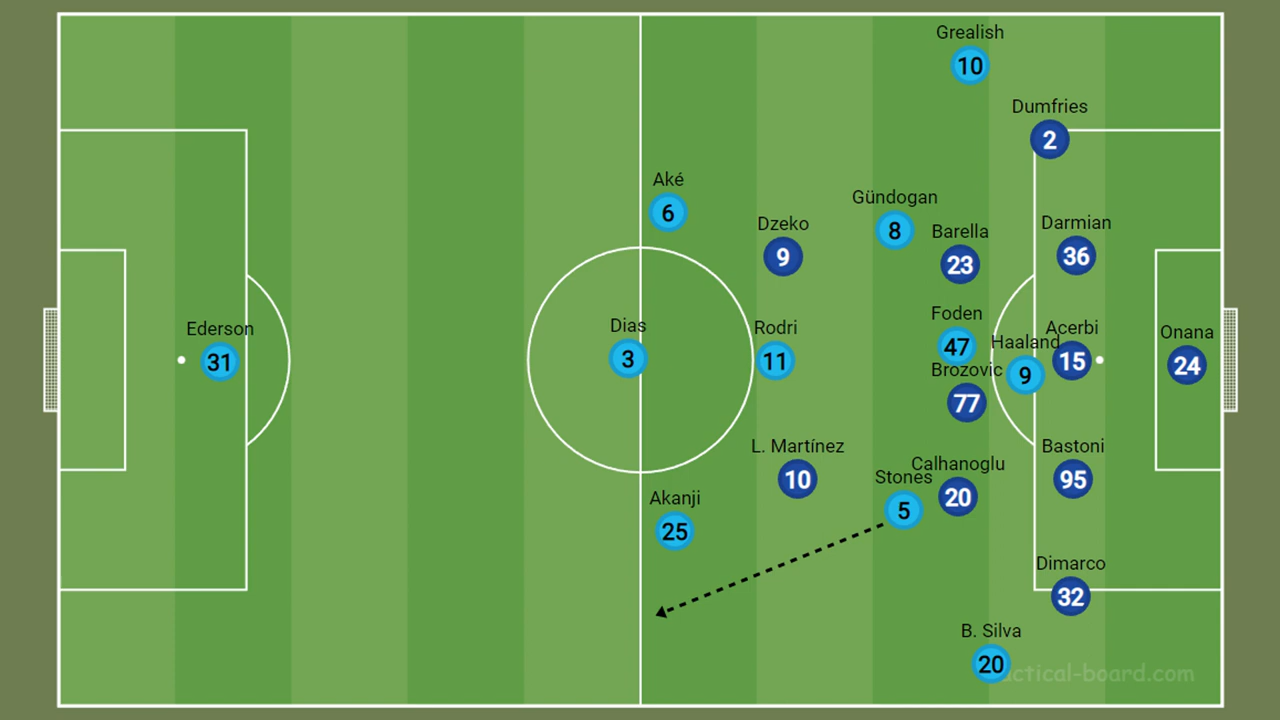 Grealish
10
Dumfries
2
Aké
6
Gündogan
8
Dzeko
9
Barella
23
Darmian
36
Ederson
31
Dias
3
Rodri
11
Foden
47
Haaland
9
Acerbi
15
Onana
24
Brozovic
77
L. Martínez
10
Calhanoglu
20
Stones
5
Bastoni
95
Akanji
25
Dimarco
32
B. Silva
20
actical-board.com